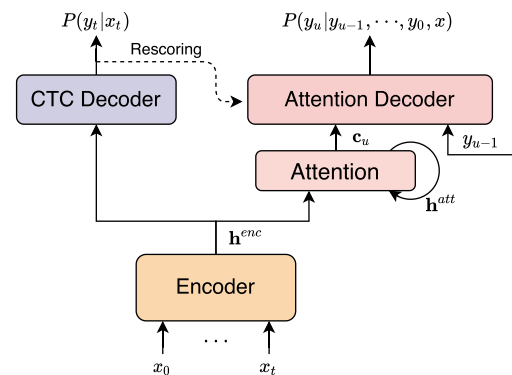 P(y_t|x_t)
P(y_u|y_{u-1}, ⋯, y_0, x)
Rescoring
CTC Decoder
Attention Decoder
c_u
y_{u-1}
Attention
h^{att}
h^{enc}
Encoder
x_0 ⋯ x_t